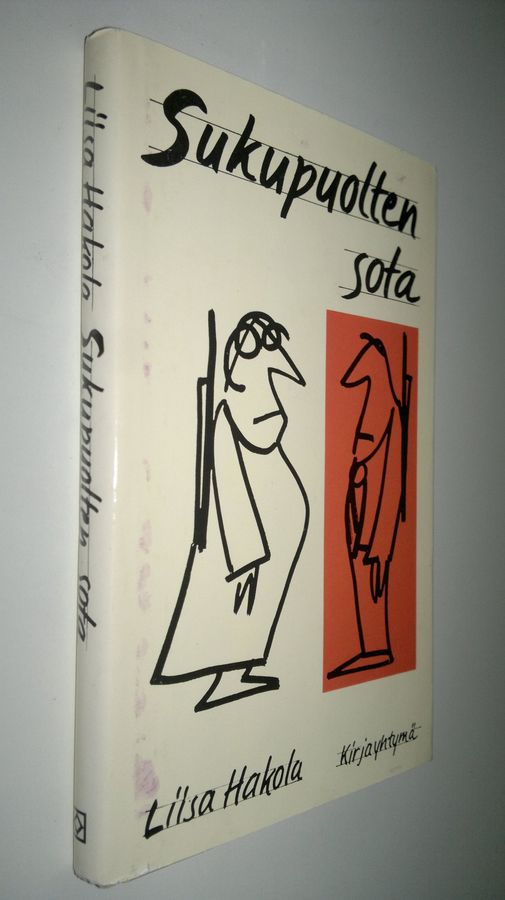 Liisa Hakola Sukupuolten sota
Sukupuolten
sota
Liisa Hakola
Kirjayhtymä